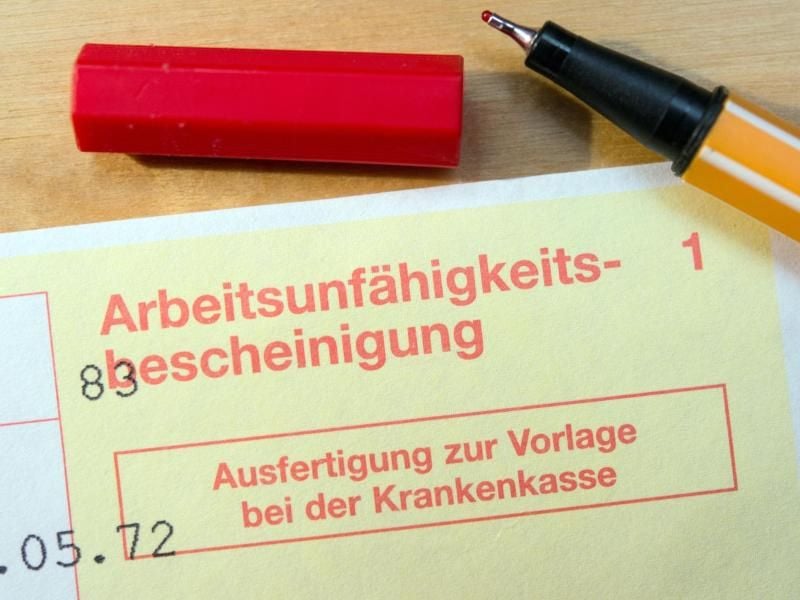 Arbeitsunfähigkeits- 1
bescheinigung
83
Ausfertigung zur Vorlage
bei der Krankenkasse
.05.72